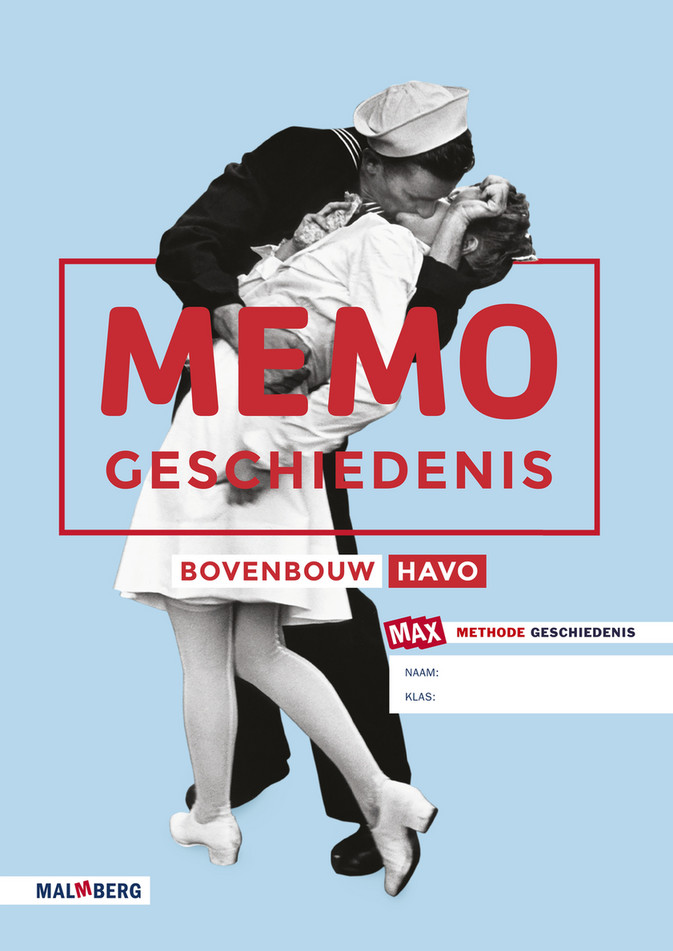 MEMO
GESCHIEDENIS
BOVENBOUW HAVO
MAX METHODE GESCHIEDENIS
NAAM:
KLAS:
MALMBERG